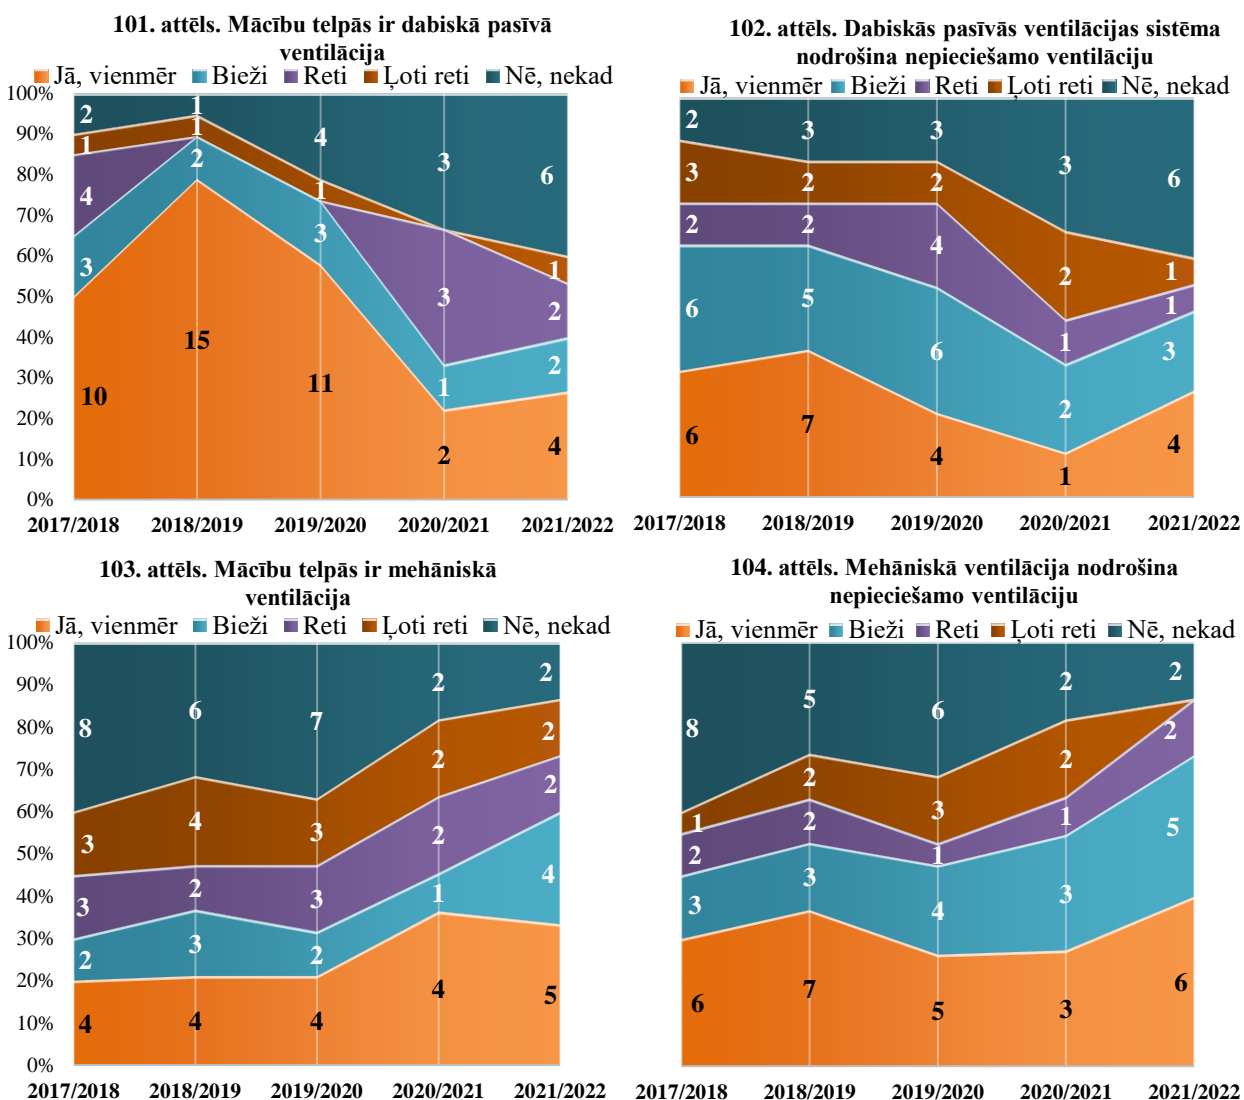 101. attēls. Mācību telpās ir dabiskā pasīvā
ventilācija
Jā, vienmēr Bieži Reti Ļoti reti Nē, nekad
100%
90%
80%
70%
60%
50%
40%
30%
20%
10%
0%
2 1 4 3 6
1 1 1 1
4 3 2
3 2 3 1 2
10 15 11 2 4
2017/2018 2018/2019 2019/2020 2020/2021 2021/2022
102. Dabiskās pasīvās ventilācijas sistēma
nodrošina nepieciešamo ventilāciju
Jā, vienmēr Bieži Reti Ļoti reti Nē, nekad
2 3 3 3 6
3 2 2 2 1
2 2 4 1 1
6 5 6 2 3
6 7 4 1 4
2017/2018 2018/2019 2019/2020 2020/2021 2021/2022
103. attēls. Mācību telpās ir mehāniskā
ventilācija
Jā, vienmēr Bieži Reti Ļoti reti Nē, nekad
100%
90%
80%
70%
60%
50%
40%
30%
20%
10%
0%
8 6 7 2 2
3 4 3 2 2
3 2 3 2 2
2 3 2 1 4
4 4 4 4 5
2017/2018 2018/2019 2019/2020 2020/2021 2021/2022
104. attēls. Mehāniskā ventilācija nodrošina
nepieciešamo ventilāciju
Jā, vienmēr Bieži Reti Ļoti reti Nē, nekad
8 5 6 2 2
1 2 3 2
2 2 1 1 2
3 3 4 3 5
6 7 5 3 6
2017/2018 2018/2019 2019/2020 2020/2021 2021/2022